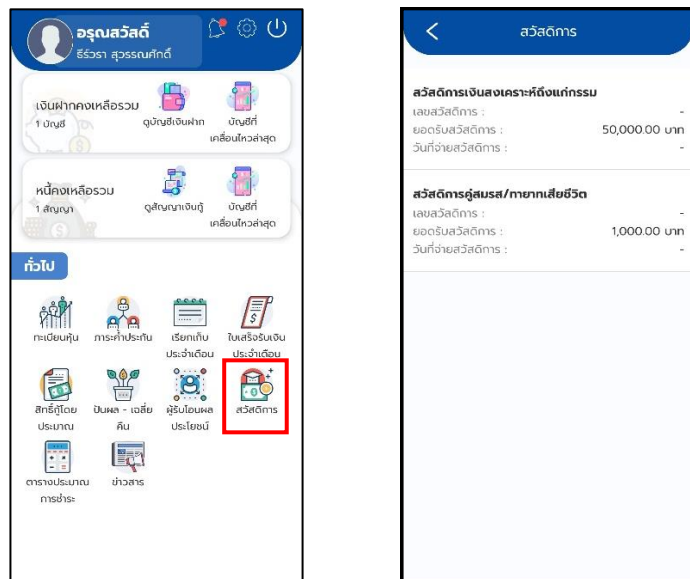 อรุณสวัสดิ์
ธีร์วรา สุวรรณศักดิ์
เงินฝากคงเหลือรวม
1 บัญชี
ดูบัญชีเงินฝาก
บัญชีที่
เคลื่อนไหวล่าสุด
หนี้คงเหลือรวม
1 สัญญา
ดูสัญญาเงินกู้
บัญชีที่
เคลื่อนไหวล่าสุด
ทั่วไป
ทะเบียนหุ้น
ภาระค้ำประกัน
เรียกเก็บ
ประจำเดือน
ใบเสร็จรับเงิน
ประจำเดือน
สิทธิ์กู้โดย
ประมาณ
ปันผล - เฉลี่ย
คืน
ผู้รับโอนผล
ประโยชน์
สวัสดิการ
ตารางประมาณ
การชำระ
ข่าวสาร
สวัสดิการ
สวัสดิการเงินสงเคราะห์ถึงแก่กรรม
เลขสวัสดิการ : -
ยอดรับสวัสดิการ : 50,000.00 บาท
วันที่จ่ายสวัสดิการ : -
สวัสดิการคู่สมรส/ทายาทเสียชีวิต
เลขสวัสดิการ : -
ยอดรับสวัสดิการ : 1,000.00 บาท
วันที่จ่ายสวัสดิการ : -